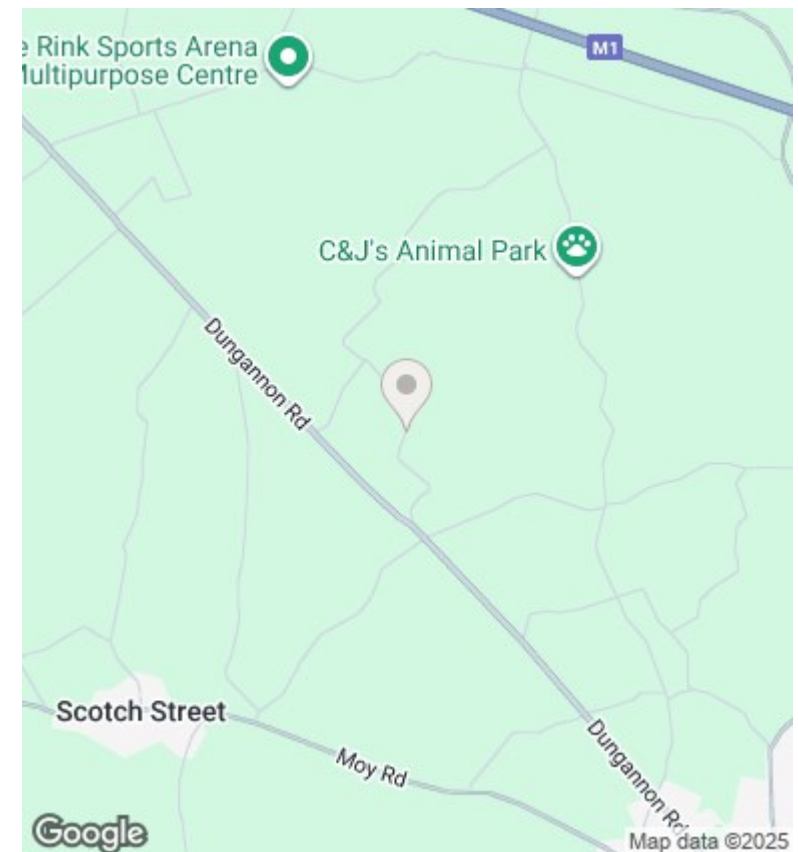 e Rink Sports Arena
Multipurpose Centre
M1
C&J's Animal Park
Dungannon Rd
Scotch Street
Moy Rd
Dungannon Rd
Google
Map data ©2025